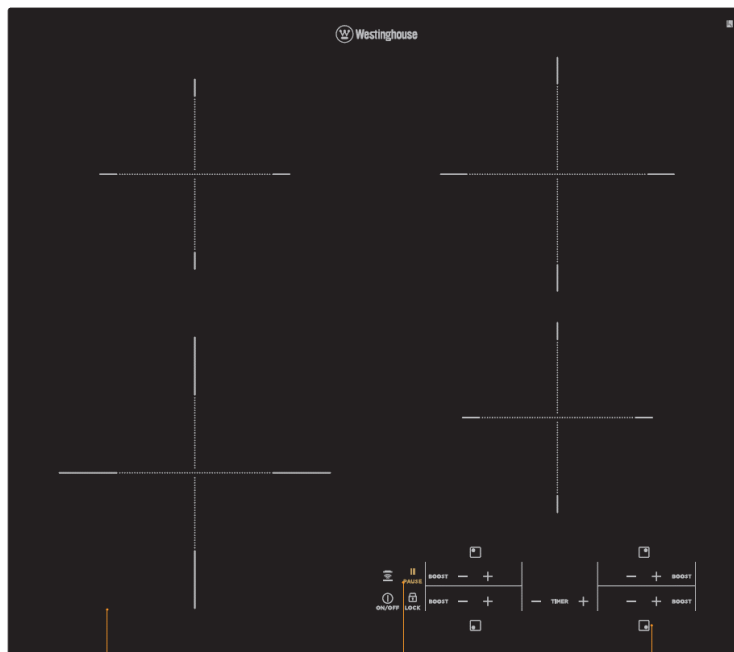 Westinghouse
PAUSE BOOST − + − + BOOST
ON/OFF LOCK BOOST − + − TIMER + − + BOOST